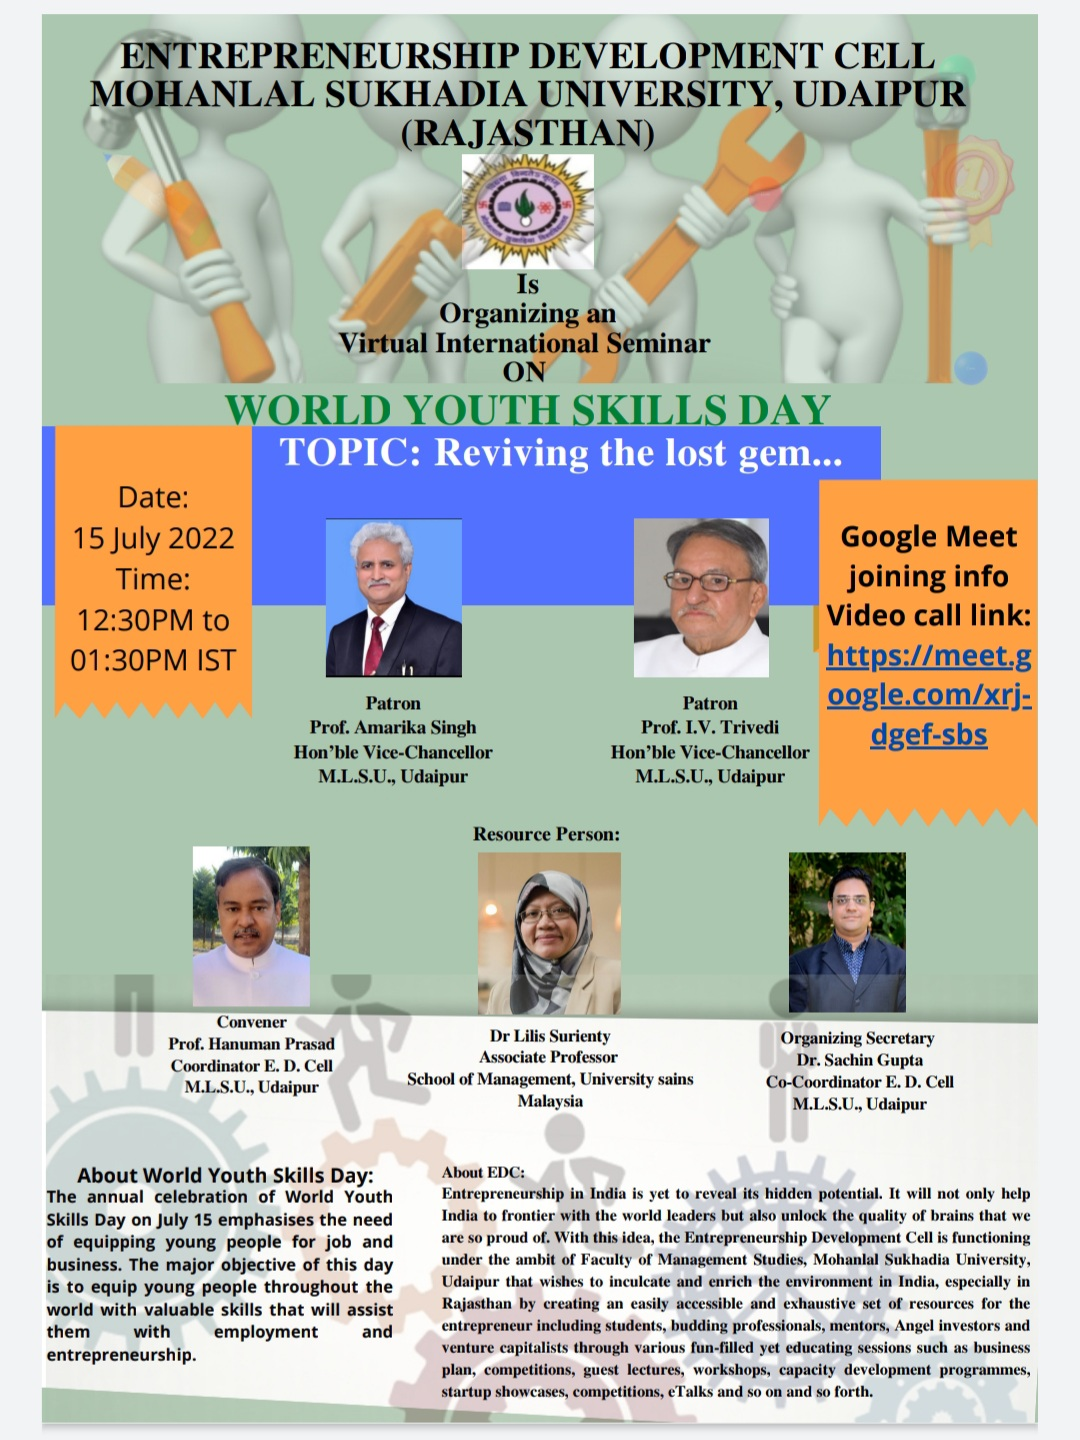 ENTREPRENEURSHIP DEVELOPMENT CELL
MOHANLAL SUKHADIA UNIVERSITY, UDAIPUR
(RAJASTHAN)
Is
Organizing an
Virtual International Seminar
ON
WORLD YOUTH SKILLS DAY
TOPIC: Reviving the lost gem...
Date:
15 July 2022
Time:
12:30PM to
01:30PM IST
Google Meet
joining info
Video call link:
https://meet.g
oogle.com/xrj-
dgef-sbs
Patron
Prof. Amarika Singh
Hon’ble Vice-Chancellor
M.L.S.U., Udaipur
Patron
Prof. I.V. Trivedi
Hon’ble Vice-Chancellor
M.L.S.U., Udaipur
Resource Person:
Convener
Prof. Hanuman Prasad
Coordinator E. D. Cell
M.L.S.U., Udaipur
Dr Lilis Surienty
Associate Professor
School of Management, University sains
Malaysia
Organizing Secretary
Dr. Sachin Gupta
Co-Coordinator E. D. Cell
M.L.S.U., Udaipur
About World Youth Skills Day:
The annual celebration of World Youth
Skills Day on July 15 emphasises the need
of equipping young people for job and
business. The major objective of this day
is to equip young people throughout the
world with valuable skills that will assist
them with employment and
entrepreneurship.
About EDC:
Entrepreneurship in India is yet to reveal its hidden potential. It will not only help
India to frontier with the world leaders but also unlock the quality of brains that we
are so proud of. With this idea, the Entrepreneurship Development Cell is functioning
under the ambit of Faculty of Management Studies, Mohanlal Sukhadia University,
Udaipur that wishes to inculcate and enrich the environment in India, especially in
Rajasthan by creating an easily accessible and exhaustive set of resources for the
entrepreneur including students, budding professionals, mentors, Angel investors and
venture capitalists through various fun-filled yet educating sessions such as business
plan, competitions, guest lectures, workshops, capacity development programmes,
startup showcases, competitions, eTalks and so on and so forth.